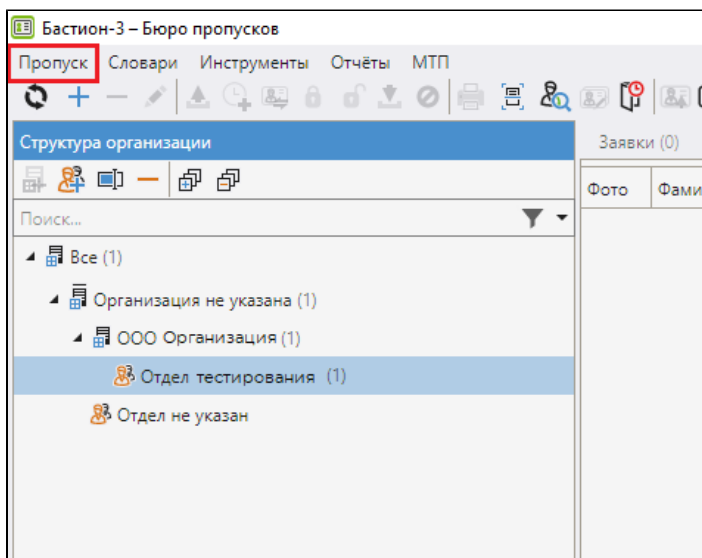 Бастион-3 – Бюро пропусков
Пропуск Словари Инструменты Отчёты МТП
Структура организации
Заявки (0)
Поиск...
Фото Фами
Все (1)
Организация не указана (1)
ООО Организация (1)
Отдел тестирования (1)
Отдел не указан